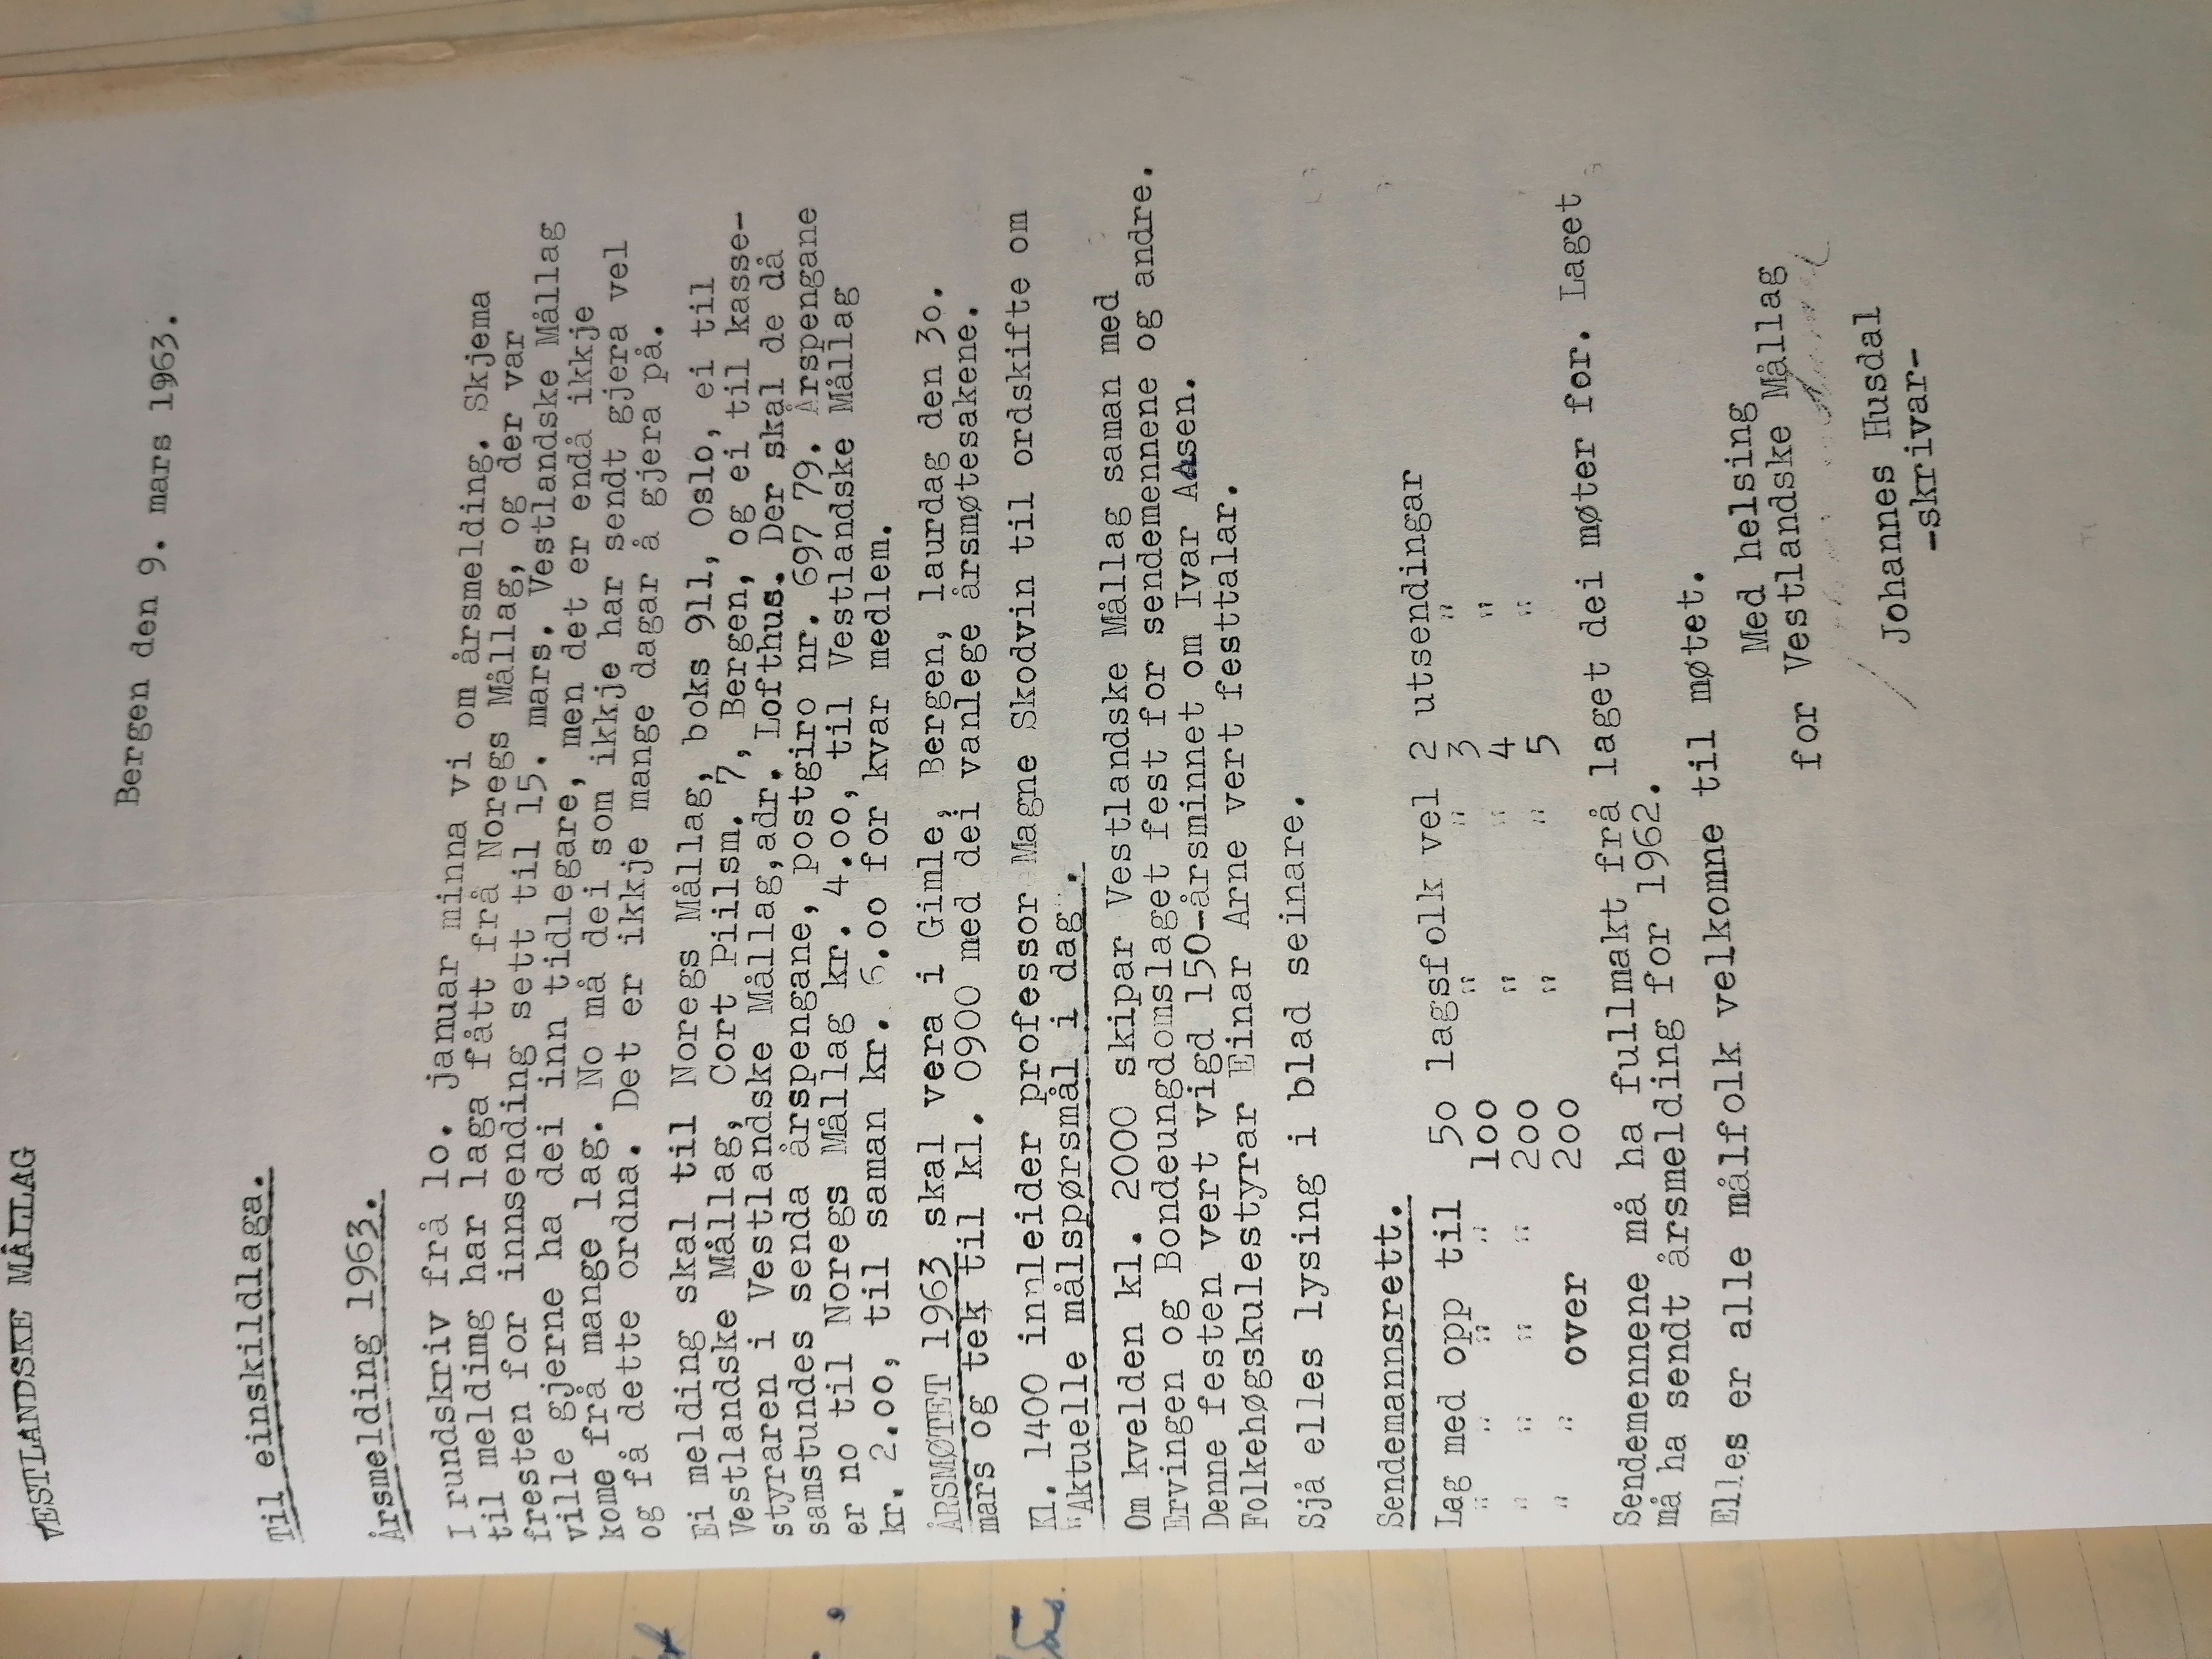 VESTLANDSKE MÅLLAG
Bergen den 9. mars 1963.
Til einskildlaga.
Årsmelding 1963.
I rundskriv frå lo. januar minna vi om årsmelding. Skjema
til melding har laga fått frå Noregs Mållag, og der var
fresten for innsending sett til 15. mars. Vestlandske Mållag
ville gjerne ha dei inn tidlegare, men det er endå ikkje
kome frå mange lag. No må dei som ikkje har sendt gjera vel
og få dette ordna. Det er ikkje mange dagar å gjera på.
Ei melding skal til Noregs Mållag, boks 911, Oslo, ei til
Vestlandske Mållag, Cort Piilsm. 7, Bergen, og ei til kasse-
styraren i Vestlandske Mållag,adr. Lofthus. Der skal de då
samstundes senda årspengane, postgiro nr. 697 79. Årspengane
er no til Noregs Mållag kr. 4.oo, til Vestlandske Mållag
kr. 2.oo, til saman kr. 6.oo for kvar medlem.
ÅRSMØTET 1963 skal vera i Gimle, Bergen, laurdag den 3o.
mars og tek til kl. O9OO med dei vanlege årsmøtesakene.
Kl. 14OO innleider professor Magne Skodvin til ordskifte om
"Aktuelle målspørsmål i dag".
Om kvelden kl. 2OOO skipar Vestlandske Mållag saman med
Ervingen og Bondeungdomslaget fest for sendemennene og andre.
Denne festen vert vigd 15O-årsminnet om Ivar Aasen.
Folkehøgskulestyrar Einar Arne vert festtalar.
Sjå elles lysing i blad seinare.
Sendemannsrett.
Lag med opp til 5o lagsfolk vel 2 utsendingar
" " " " loo " " 3 "
" " " " 2oo " " 4 "
" " over 2oo " " 5 "
Sendemennene må ha fullmakt frå laget dei møter for. Laget
må ha sendt årsmelding for 1962.
Elles er alle målfolk velkomne til møtet.
Med helsing
for Vestlandske Mållag
Johannes Husdal
-skrivar-